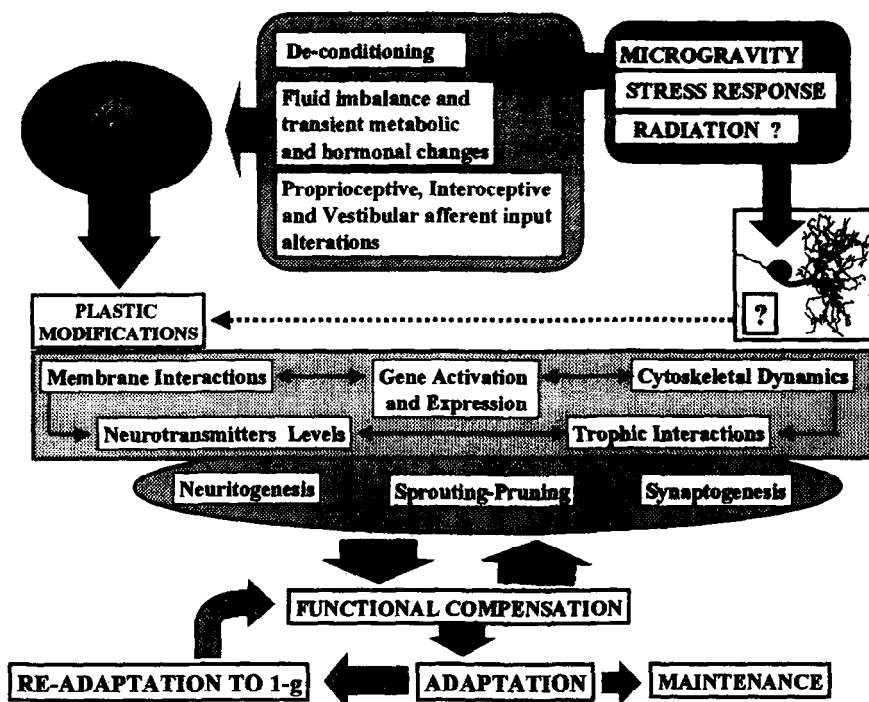 De-conditioning
Fluid imbalance and
transient metabolic
and hormonal changes
Proprioceptive, Interoceptive
and Vestibular afferent input
alterations
MICROGRAVITY
STRESS RESPONSE
RADIATION ?
?
PLASTIC
MODIFICATIONS
Membrane Interactions
Gene Activation
and Expression
Cytoskeletal Dynamics
Neurotransmitters Levels
Trophic Interactions
Neuritogenesis
Sprouting-Pruning
Synaptogenesis
FUNCTIONAL COMPENSATION
RE-ADAPTATION TO 1-g
ADAPTATION
MAINTENANCE